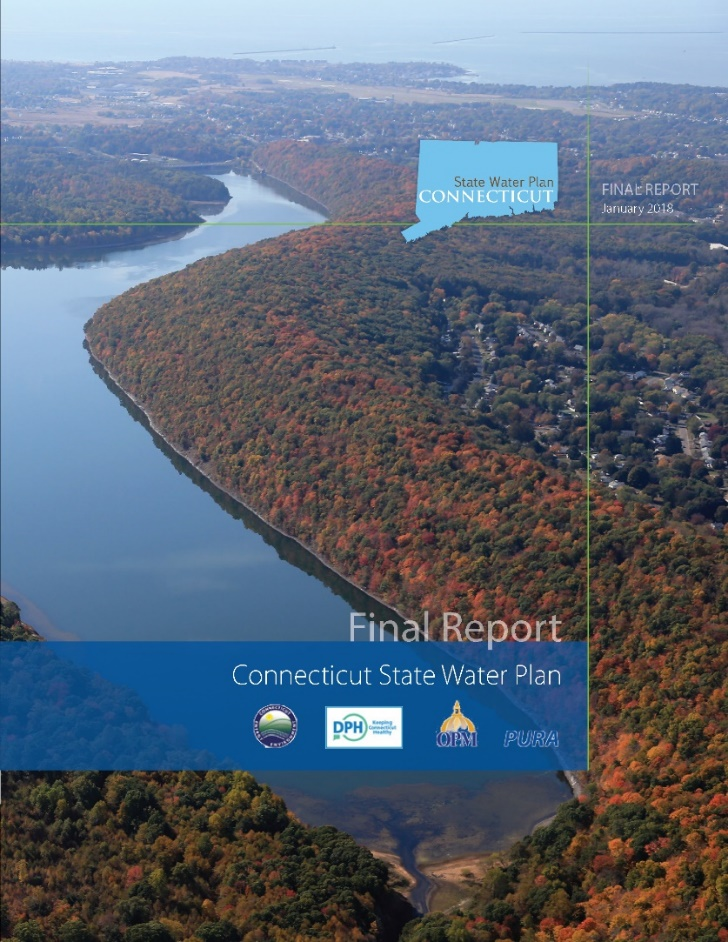 State Water Plan
CONNECTICUT
FINAL REPORT
January 2018
Final Report
Connecticut State Water Plan
DPH
Keeping
Connecticut
Healthy
OPM
PURA